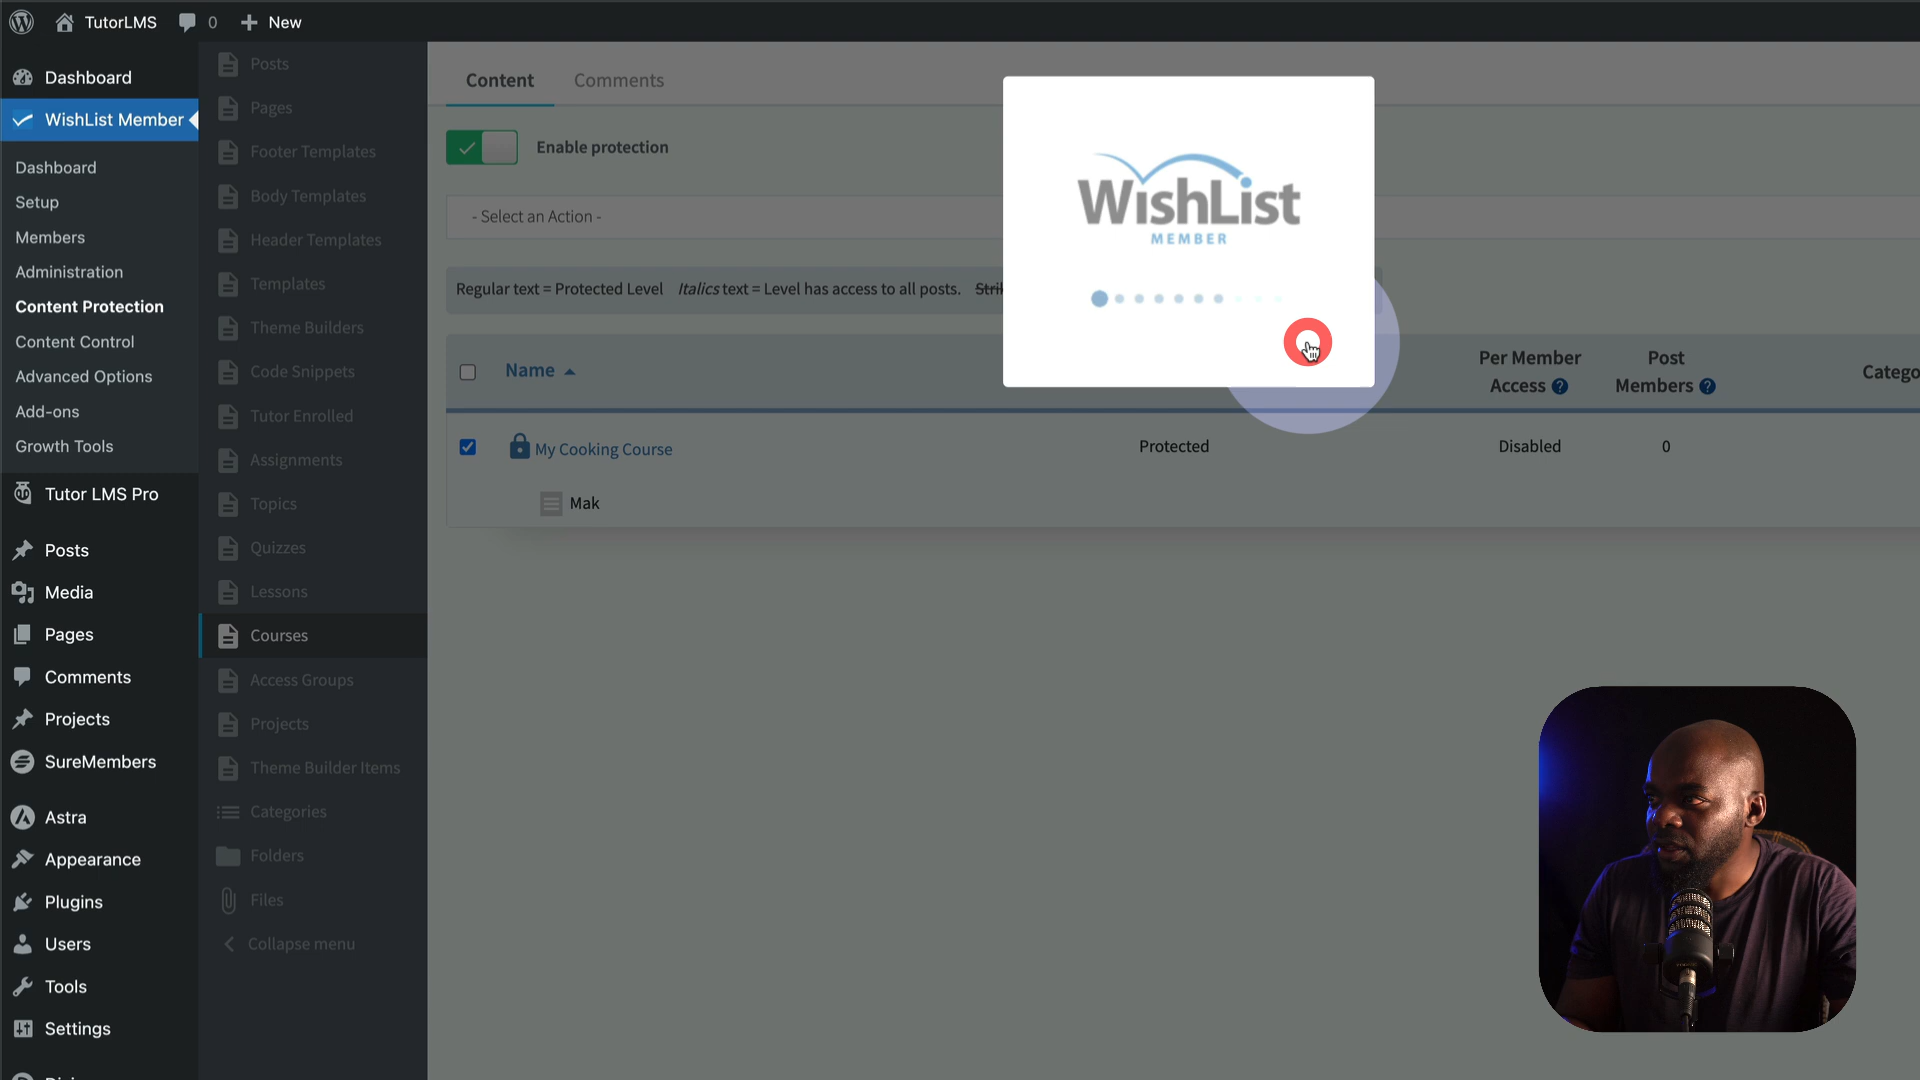 TutorLMS
0
New
Dashboard
WishList Member
Dashboard
Setup
Members
Administration
Content Protection
Content Control
Advanced Options
Add-ons
Growth Tools
Tutor LMS Pro
Posts
Media
Pages
Comments
Projects
SureMembers
Astra
Appearance
Plugins
Users
Tools
Settings
Posts
Pages
Footer Templates
Body Templates
Header Templates
Templates
Theme Builders
Code Snippets
Tutor Enrolled
Assignments
Topics
Quizzes
Lessons
Courses
Access Groups
Projects
Theme Builder Items
Categories
Folders
Files
Collapse menu
Content Comments
Enable protection
- Select an Action -
Regular text = Protected Level Italics text = Level has access to all posts.
WishList
MEMBER
Name
Per Member
Access
Post
Members
My Cooking Course Protected Disabled 0
Mak